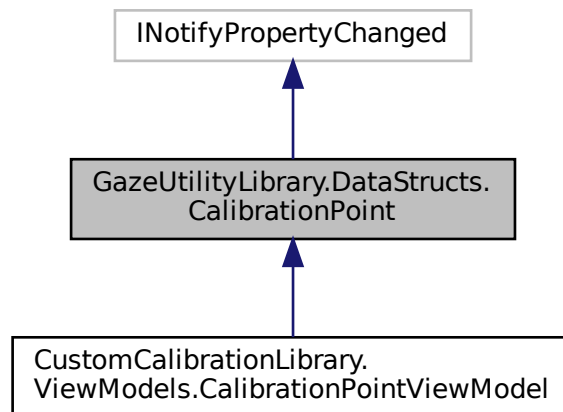 INotifyPropertyChanged
GazeUtilityLibrary.DataStructs.
CalibrationPoint
CustomCalibrationLibrary.
ViewModels.CalibrationPointViewModel